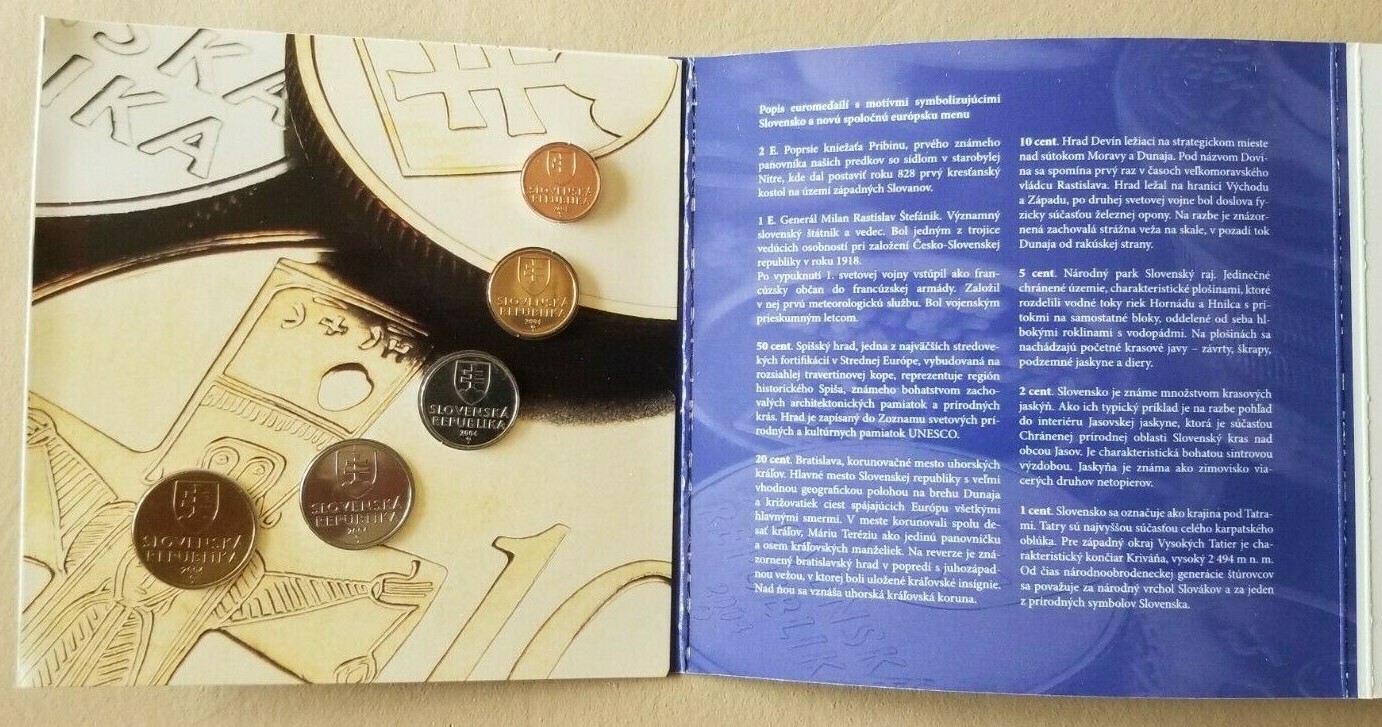 SKA
IKA
SLOVENSKÁ
REPUBLIKA
SLOVENSKÁ
REPUBLIKA
2004
SLOVENSKÁ
REPUBLIKA
2004
SLOVENSKÁ
REPUBLIKA
SLOVENSKÁ
REPUBLIKA
2004
10
Popis euromedailí s motívmi symbolizujúcimi
Slovensko a novú spoločnú európsku menu
2 E. Poprsie kniežaťa Pribinu, prvého známeho
panovníka našich predkov so sídlom v starobylej
Nitre, kde dal postaviť roku 828 prvý kresťanský
kostol na území západných Slovanov.
1 E. Generál Milan Rastislav Štefánik. Významný
slovenský štátnik a vedec. Bol jedným z trojice
vedúcich osobností pri založení Česko-Slovenskej
republiky v roku 1918.
Po vypuknutí 1. svetovej vojny vstúpil ako fran-
cúzsky občan do francúzskej armády. Založil
v nej prvú meteorologickú službu. Bol vojenským
prieskumným letcom.
50 cent. Spišský hrad, jedna z najväčších stredove-
kých fortifikácií v Strednej Európe, vybudovaná na
rozsiahlej travertínovej kope, reprezentuje región
historického Spiša, známeho bohatstvom zacho-
valých architektonických pamiatok a prírodných
krás. Hrad je zapísaný do Zoznamu svetových prí-
rodných a kultúrnych pamiatok UNESCO.
20 cent. Bratislava, korunovačné mesto uhorských
kráľov. Hlavné mesto Slovenskej republiky s veľmi
vhodnou geografickou polohou na brehu Dunaja
a križovatiek ciest spájajúcich Európu všetkými
hlavnými smermi. V meste korunovali spolu de-
sať kráľov, Máriu Teréziu ako jedinú panovníčku
a osem kráľovských manželiek. Na reverze je zná-
zornený bratislavský hrad v popredí s juhozápad-
nou vežou, v ktorej boli uložené kráľovské insígnie.
Nad ňou sa vznáša uhorská kráľovská koruna.
10 cent. Hrad Devín ležiaci na strategickom mieste
nad sútokom Moravy a Dunaja. Pod názvom Doví-
na sa spomína prvý raz v časoch veľkomoravského
vládcu Rastislava. Hrad ležal na hranici Východu
a Západu, po druhej svetovej vojne bol doslova fy-
zicky súčasťou železnej opony. Na razbe je znázor-
nená zachovalá strážna veža na skale, v pozadí tok
Dunaja od rakúskej strany.
5 cent. Národný park Slovenský raj. Jedinečné
chránené územie, charakteristické plošinami, ktoré
rozdelili vodné toky riek Hornádu a Hnilca s prí-
tokmi na samostatné bloky, oddelené od seba hl-
bokými roklinami s vodopádmi. Na plošinách sa
nachádzajú početné krasové javy – závrty, škrapy,
podzemné jaskyne a diery.
2 cent. Slovensko je známe množstvom krasových
jaskýň. Ako ich typický príklad je na razbe pohľad
do interiéru Jasovskej jaskyne, ktorá je súčasťou
Chránenej prírodnej oblasti Slovenský kras nad
obcou Jasov. Je charakteristická bohatou sintrovou
výzdobou. Jaskyňa je známa ako zimovisko via-
cerých druhov netopierov.
1 cent. Slovensko sa označuje ako krajina pod Tatra-
mi. Tatry sú najvyššou súčasťou celého karpatského
oblúka. Pre západný okraj Vysokých Tatier je cha-
rakteristický končiar Kriváňa, vysoký 2 494 m n. m.
Od čias národnoobrodeneckej generácie štúrovcov
sa považuje za národný vrchol Slovákov a za jeden
z prírodných symbolov Slovenska.